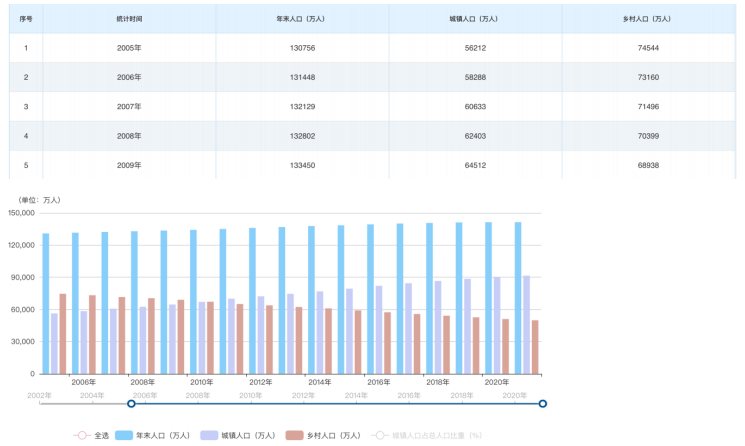 序号 统计时间 年末人口（万人） 城镇人口（万人） 乡村人口（万人）
1 2005年 130756 56212 74544
2 2006年 131448 58288 73160
3 2007年 132129 60633 71496
4 2008年 132802 62403 70399
5 2009年 133450 64512 68938
（单位：万人）
150,000
120,000
90,000
60,000
30,000
0
2006年 2008年 2010年 2012年 2014年 2016年 2018年 2020年
2002年 2004年 2006年 2008年 2010年 2012年 2014年 2016年 2018年 2020年
全选 年末人口（万人） 城镇人口（万人） 乡村人口（万人） 城镇人口占总人口比重（%）